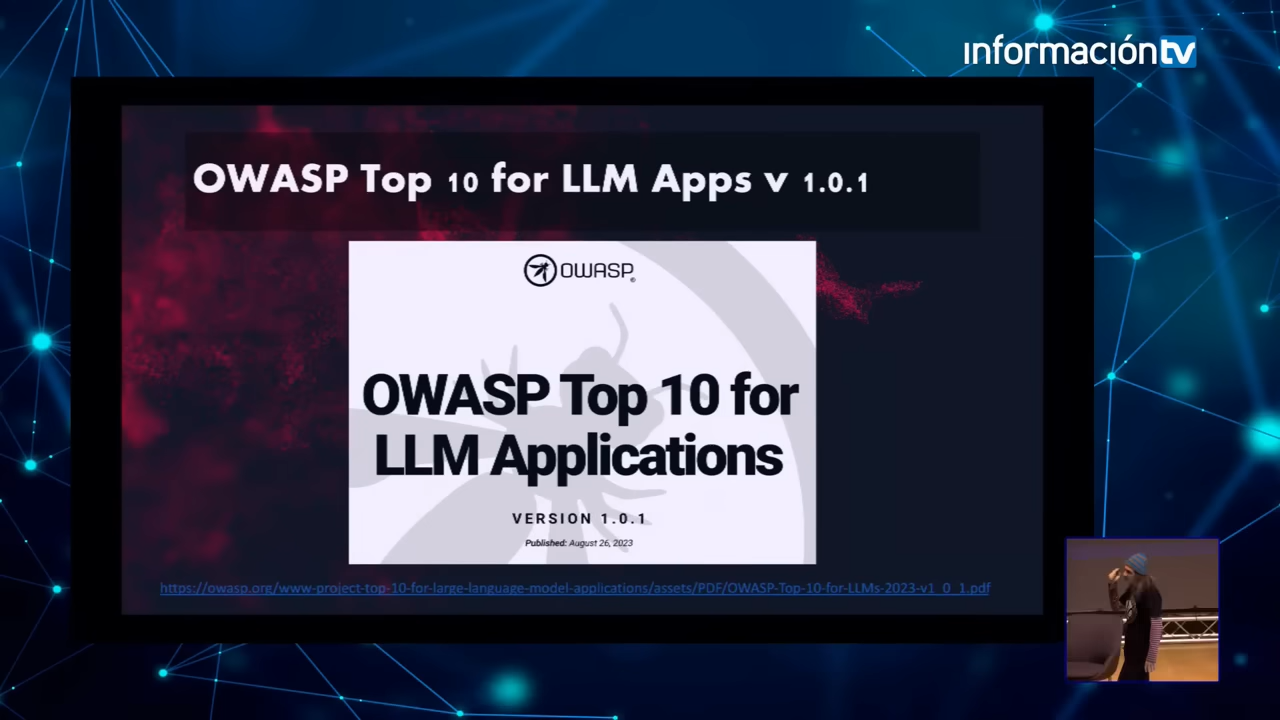 informacióntv
OWASP Top 10 for LLM Apps v 1.0.1
OWASP
OWASP Top 10 for
LLM Applications
VERSION 1.0.1
Published: August 26, 2023
https://owasp.org/www-project-top-10-for-large-language-model-applications/assets/PDF/OWASP-Top-10-for-LLMs-2023-v1_0_1.pdf